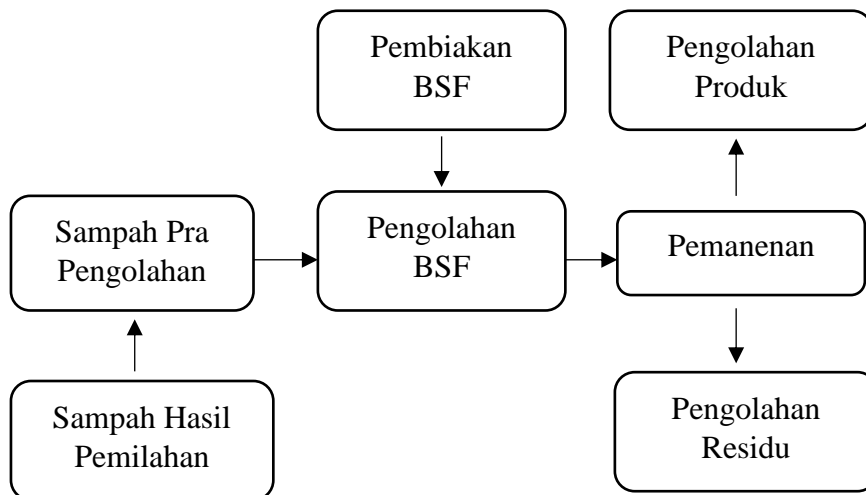 Pembiakan
BSF
Pengolahan
Produk
Sampah Pra
Pengolahan
Pengolahan
BSF
Pemanenan
Sampah Hasil
Pemilahan
Pengolahan
Residu